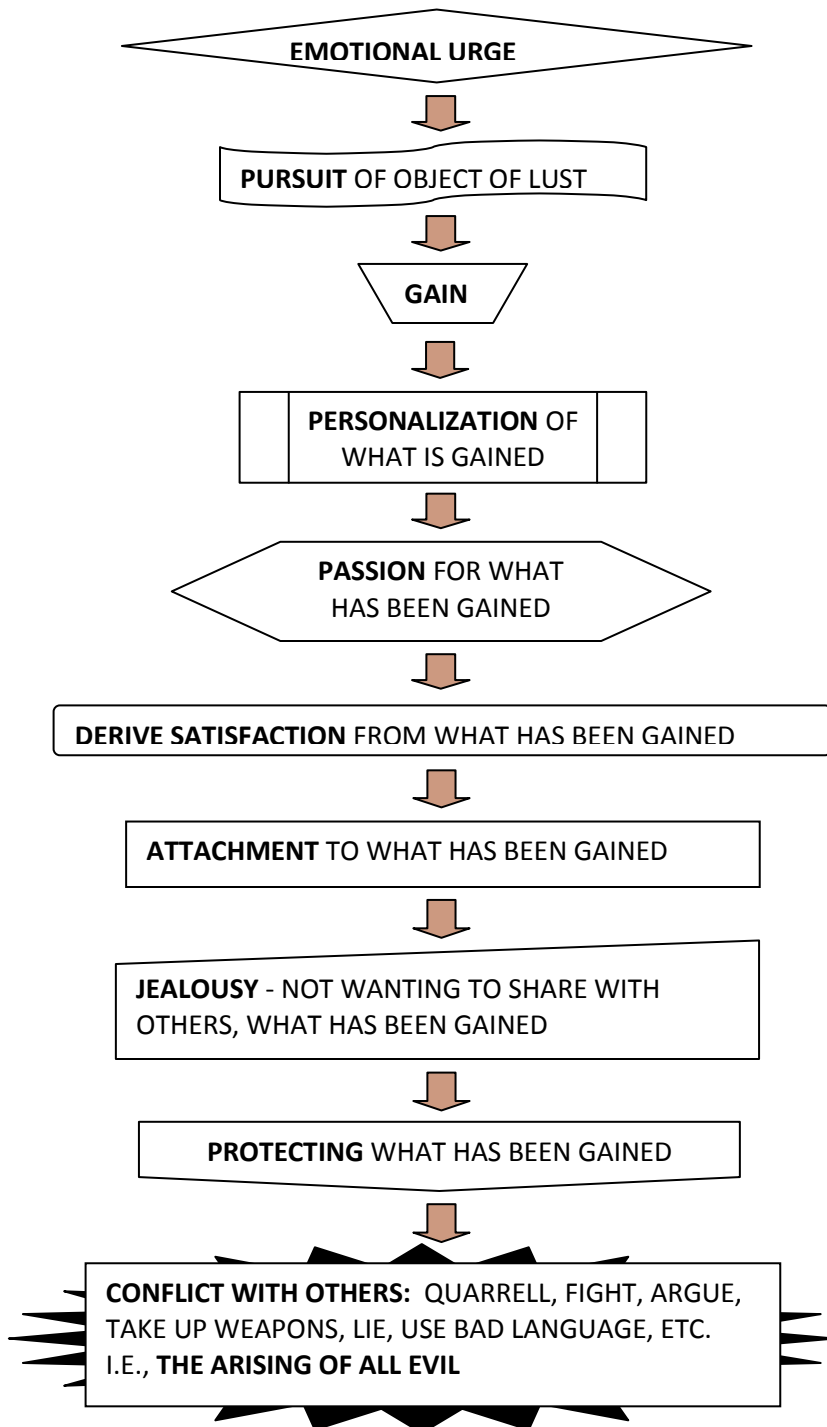 EMOTIONAL URGE
PURSUIT OF OBJECT OF LUST
GAIN
PERSONALIZATION OF
WHAT IS GAINED
PASSION FOR WHAT
HAS BEEN GAINED
DERIVE SATISFACTION FROM WHAT HAS BEEN GAINED
ATTACHMENT TO WHAT HAS BEEN GAINED
JEALOUSY - NOT WANTING TO SHARE WITH
OTHERS, WHAT HAS BEEN GAINED
PROTECTING WHAT HAS BEEN GAINED
CONFLICT WITH OTHERS: QUARRELL, FIGHT, ARGUE,
TAKE UP WEAPONS, LIE, USE BAD LANGUAGE, ETC.
I.E., THE ARISING OF ALL EVIL